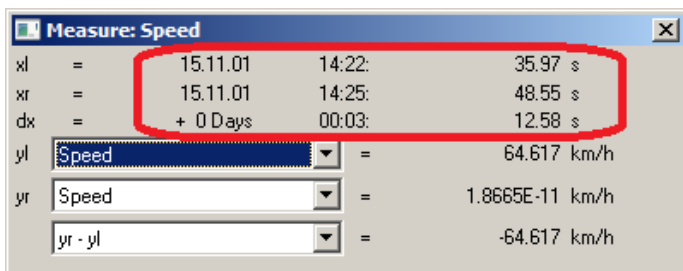 Measure: Speed
xl = 15.11.01 14:22: 35.97 s
xr = 15.11.01 14:25: 48.55 s
dx = + 0 Days 00:03: 12.58 s
yl Speed = 64.617 km/h
yr Speed = 1.8665E-11 km/h
yr - yl = -64.617 km/h